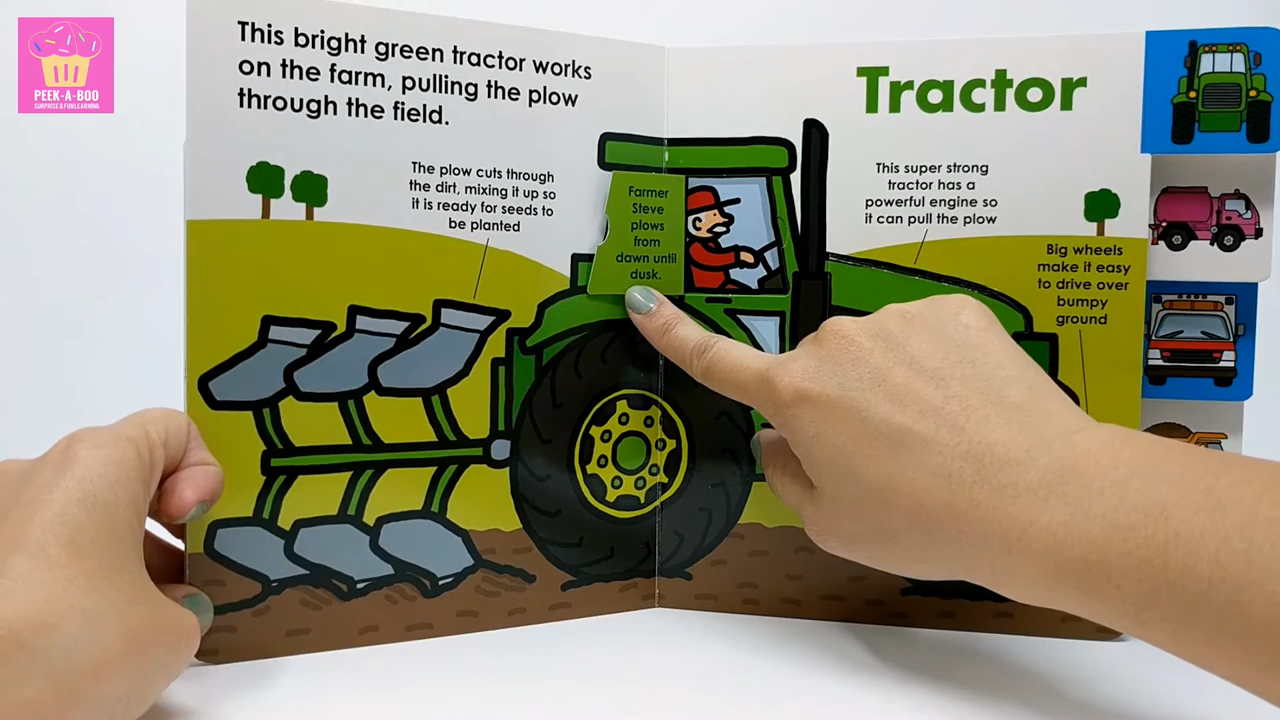 PEEK-A-BOO
SURPRISE & FUN LEARNING
This bright green tractor works
on the farm, pulling the plow
through the field.
The plow cuts through
the dirt, mixing it up so
it is ready for seeds to
be planted
Farmer
Steve
plows
from
dawn until
dusk.
Tractor
This super strong
tractor has a
powerful engine so
it can pull the plow
Big wheels
make it easy
to drive over
bumpy
ground